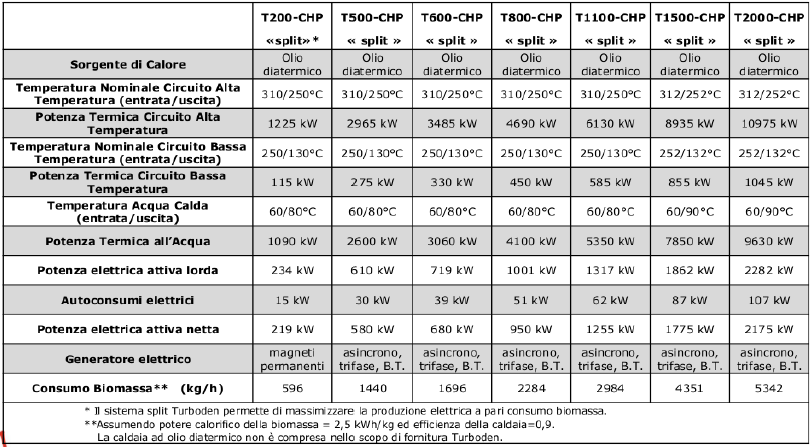 T200-CHP T500-CHP T600-CHP T800-CHP T1100-CHP T1500-CHP T2000-CHP
«split»* « split » « split » « split » « split » « split » « split »
Sorgente di Calore Olio diatermico Olio diatermico Olio diatermico Olio diatermico Olio diatermico Olio diatermico Olio diatermico
Temperatura Nominale Circuito Alta
Temperatura (entrata/uscita) 310/250°C 310/250°C 310/250°C 310/250°C 310/250°C 312/252°C 312/252°C
Potenza Termica Circuito Alta
Temperatura 1225 kW 2965 kW 3485 kW 4690 kW 6130 kW 8935 kW 10975 kW
Temperatura Nominale Circuito Bassa
Temperatura (entrata/uscita) 250/130°C 250/130°C 250/130°C 250/130°C 250/130°C 252/132°C 252/132°C
Potenza Termica Circuito Bassa
Temperatura 115 kW 275 kW 330 kW 450 kW 585 kW 855 kW 1045 kW
Temperatura Acqua Calda
(entrata/uscita) 60/80°C 60/80°C 60/80°C 60/80°C 60/80°C 60/90°C 60/90°C
Potenza Termica all'Acqua 1090 kW 2600 kW 3060 kW 4100 kW 5350 kW 7850 kW 9630 kW
Potenza elettrica attiva lorda 234 kW 610 kW 719 kW 1001 kW 1317 kW 1862 kW 2282 kW
Autoconsumi elettrici 15 kW 30 kW 39 kW 51 kW 62 kW 87 kW 107 kW
Potenza elettrica attiva netta 219 kW 580 kW 680 kW 950 kW 1255 kW 1775 kW 2175 kW
Generatore elettrico magneti permanenti asincrono, trifase, B.T. asincrono, trifase, B.T. asincrono, trifase, B.T. asincrono, trifase, B.T. asincrono, trifase, B.T. asincrono, trifase, B.T.
Consumo Biomassa** (kg/h) 596 1440 1696 2284 2984 4351 5342
* Il sistema split Turboden permette di massimizzare la produzione elettrica a pari consumo biomassa.
**Assumendo potere calorifico della biomassa = 2,5 kWh/kg ed efficienza della caldaia=0,9.
La caldaia ad olio diatermico non è compresa nello scopo di fornitura Turboden.